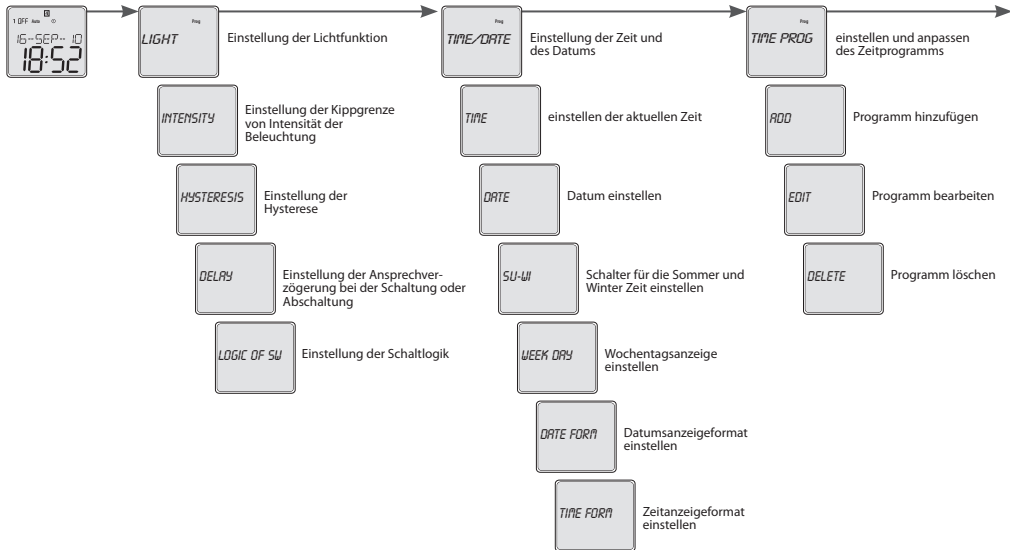 1 OFF Auto
16-SEP-10
18:52
Prog
LIGHT
Einstellung der Lichtfunktion
INTENSITY
Einstellung der Kippgrenze
von Intensität der
Beleuchtung
HYSTERESIS
Einstellung der
Hysterese
DELAY
Einstellung der Ansprechver-
zögerung bei der Schaltung oder
Abschaltung
LOGIC OF SW
Einstellung der Schaltlogik
Prog
TIME/DATE
Einstellung der Zeit und
des Datums
TIME
einstellen der aktuellen Zeit
DATE
Datum einstellen
SU-WI
Schalter für die Sommer und
Winter Zeit einstellen
WEEK DAY
Wochentagsanzeige
einstellen
DATE FORM
Datumsanzeigeformat
einstellen
TIME FORM
Zeitanzeigeformat
einstellen
Prog
TIME PROG
einstellen und anpassen
des Zeitprogramms
ADD
Programm hinzufügen
EDIT
Programm bearbeiten
DELETE
Programm löschen